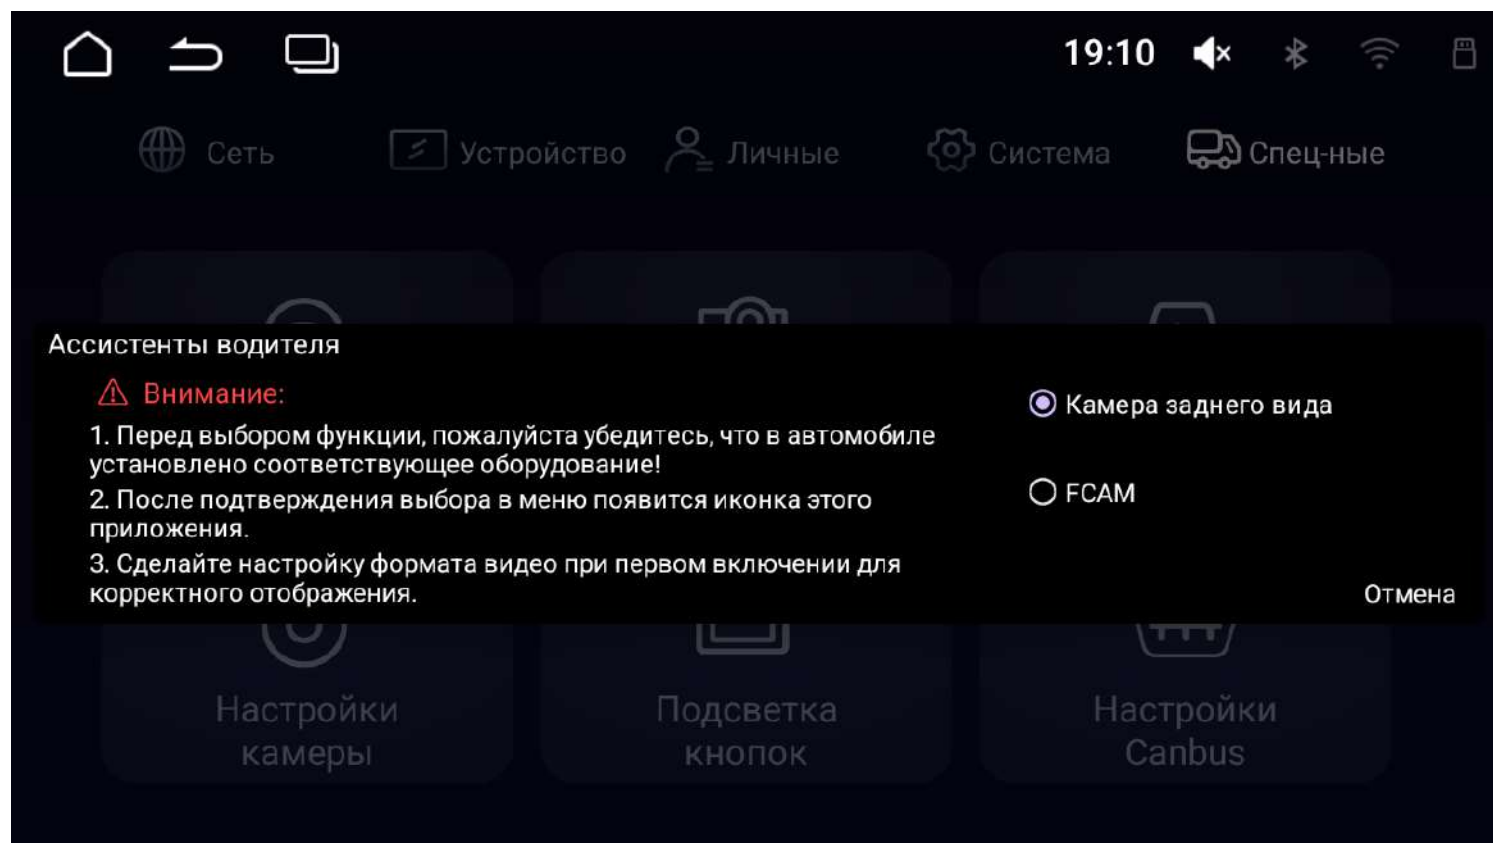 19:10
Сеть
Устройство
Личные
Система
Спец-ные
Ассистенты водителя
Внимание:
1. Перед выбором функции, пожалуйста убедитесь, что в автомобиле
установлено соответствующее оборудование!
2. После подтверждения выбора в меню появится иконка этого
приложения.
3. Сделайте настройку формата видео при первом включении для
корректного отображения.
Камера заднего вида
FCAM
Отмена
Настройки
камеры
Подсветка
кнопок
Настройки
Canbus